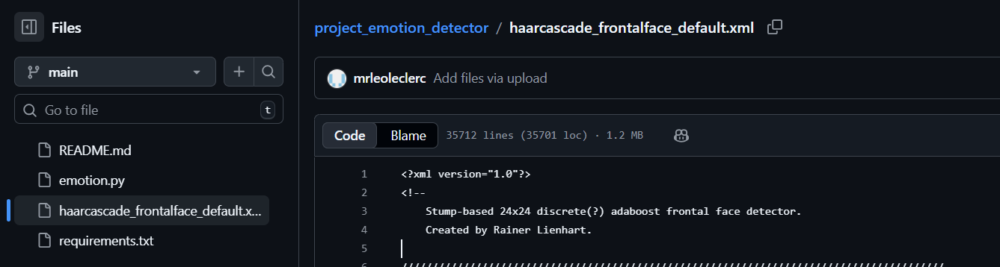 Files
main
Go to file
t
README.md
emotion.py
haarcascade_frontalface_default.x...
requirements.txt
project_emotion_detector / haarcascade_frontalface_default.xml
mrleoleclerc Add files via upload
Code Blame 35712 lines (35701 loc) · 1.2 MB
1 <?xml version="1.0"?>
2 <!--
3 Stump-based 24x24 discrete(?) adaboost frontal face detector.
4 Created by Rainer Lienhart.
5